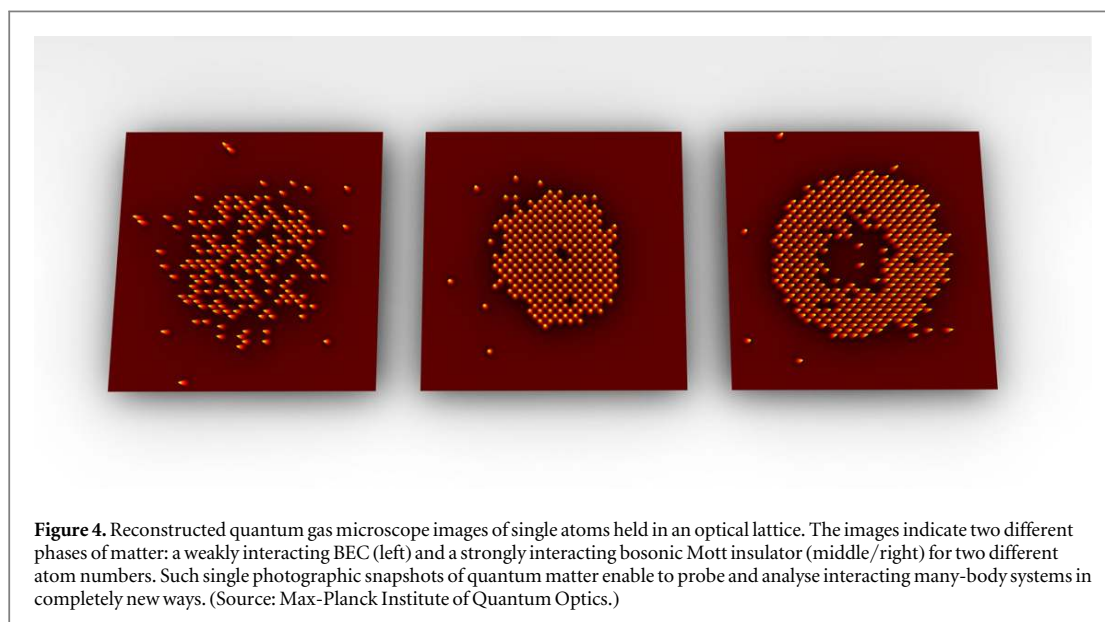 Figure 4. Reconstructed quantum gas microscope images of single atoms held in an optical lattice. The images indicate two different
phases of matter: a weakly interacting BEC (left) and a strongly interacting bosonic Mott insulator (middle/right) for two different
atom numbers. Such single photographic snapshots of quantum matter enable to probe and analyse interacting many-body systems in
completely new ways. (Source: Max-Planck Institute of Quantum Optics.)